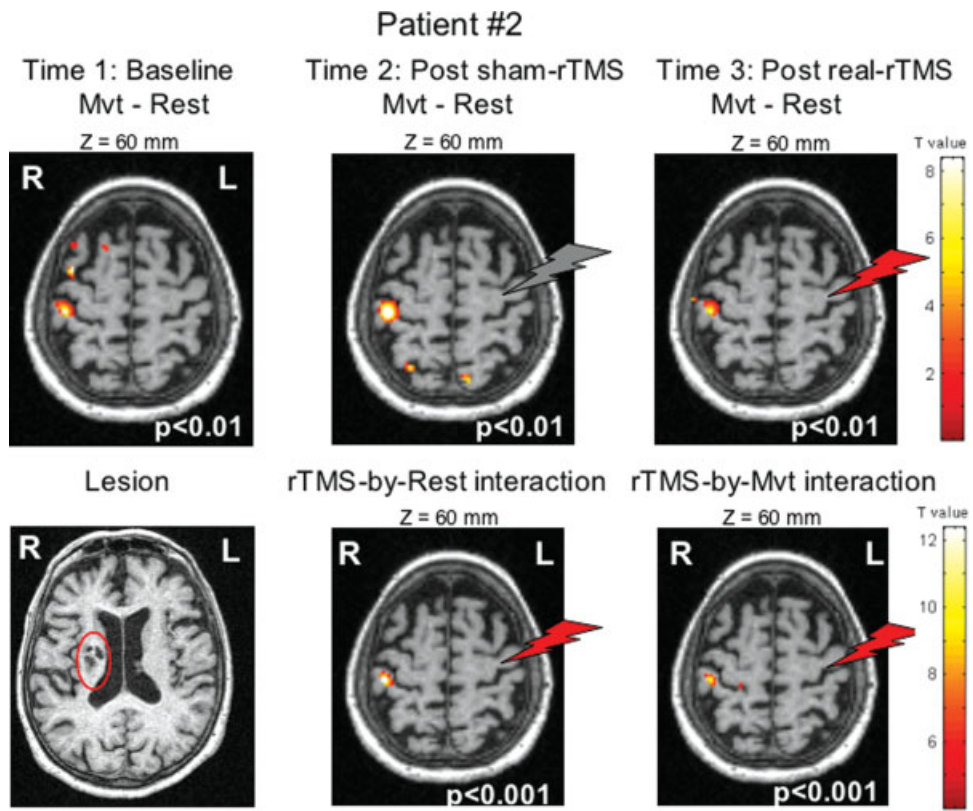 Patient #2
Time 1: Baseline
Mvt - Rest
Z = 60 mm
R
L
p<0.01
Time 2: Post sham-rTMS
Mvt - Rest
Z = 60 mm
p<0.01
Time 3: Post real-rTMS
Mvt - Rest
Z = 60 mm
p<0.01
T value
8
6
4
2
Lesion
R
L
rTMS-by-Rest interaction
Z = 60 mm
R
L
p<0.001
rTMS-by-Mvt interaction
Z = 60 mm
R
L
p<0.001
T value
12
10
8
6